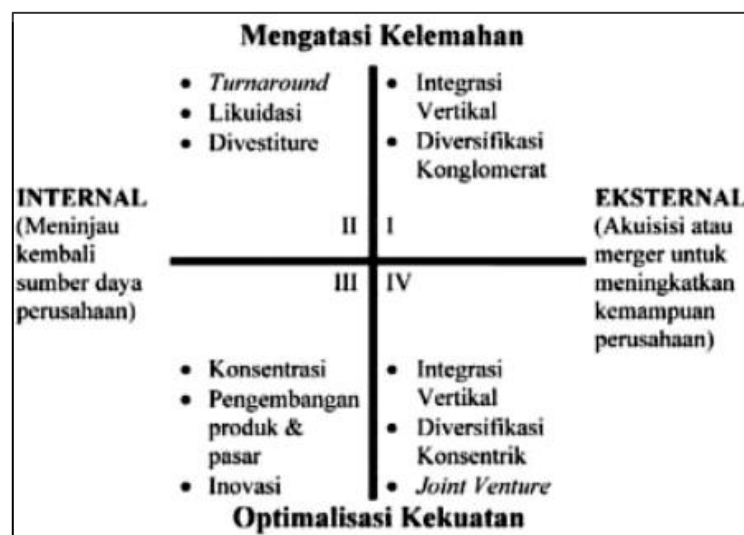 Mengatasi Kelemahan
• Turnaround
• Likuidasi
• Divestiture
• Integrasi
Vertikal
• Diversifikasi
Konglomerat
INTERNAL
(Meninjau
kembali
sumber daya
perusahaan)
EKSTERNAL
(Akuisisi atau
merger untuk
meningkatkan
kemampuan
perusahaan)
II
I
III
IV
• Konsentrasi
• Pengembangan
produk &
pasar
• Inovasi
• Integrasi
Vertikal
• Diversifikasi
Konsentrik
• Joint Venture
Optimalisasi Kekuatan